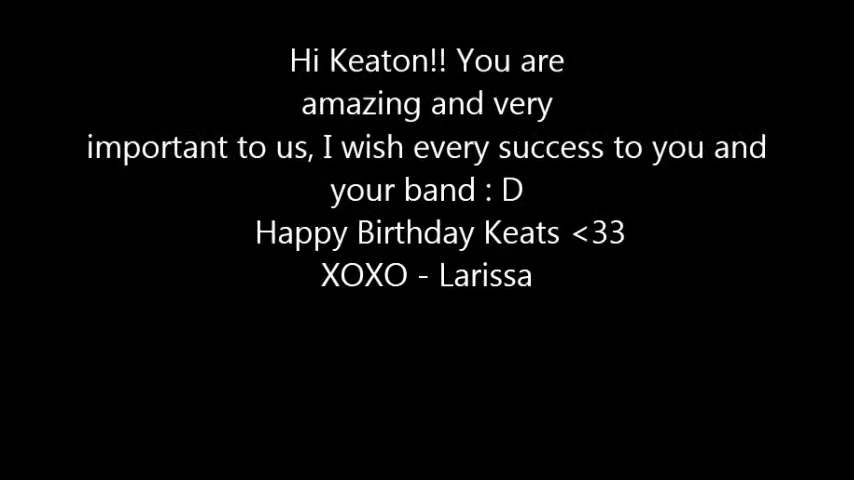 Hi Keaton!! You are
amazing and very
important to us, I wish every success to you and
your band : D
Happy Birthday Keats <33
XOXO - Larissa